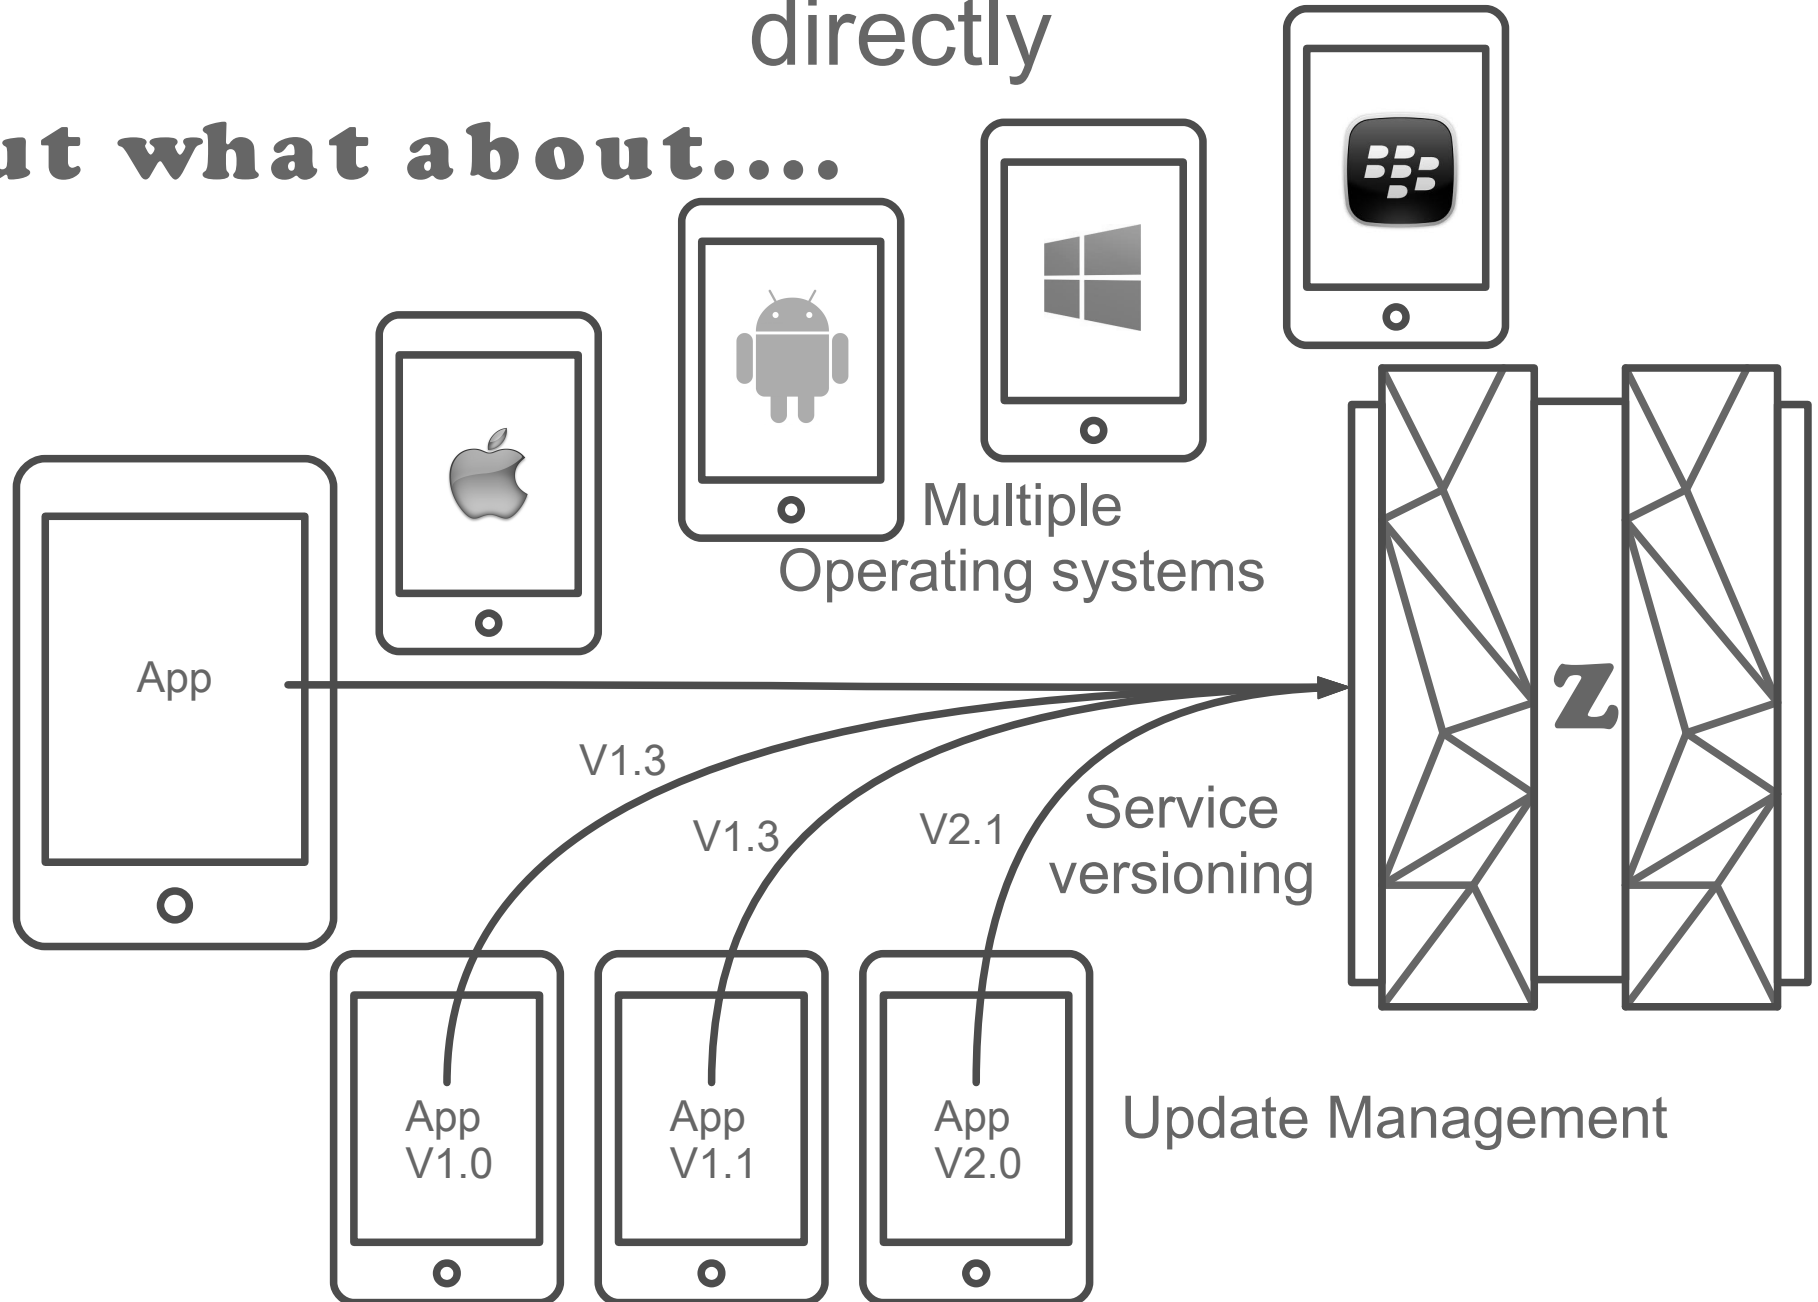 directly
ut what about....
Multiple
Operating systems
App
z
V1.3
V1.3
V2.1
Service
versioning
App
V1.0
App
V1.1
App
V2.0
Update Management